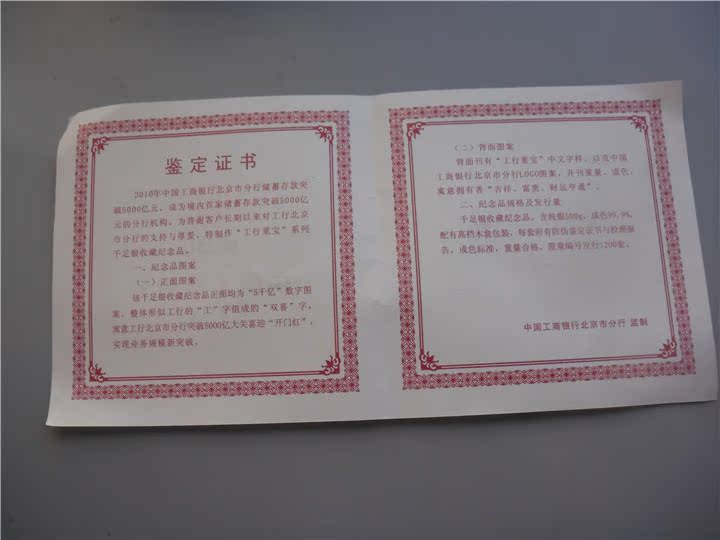 鉴定证书
2010年中国工商银行北京市分行储蓄存款突
破5000亿元，成为境内首家储蓄存款突破5000亿
元的分行机构。为答谢客户长期以来对工行北京
市分行的支持与厚爱，特制作“工行重宝”系列
千足银收藏纪念品。
一、纪念品图案
（一）正面图案
该千足银收藏纪念品正面均为“5千亿”数字图
案，整体形似工行的“工”字组成的“双喜”字，
寓意工行北京市分行突破5000亿大关喜迎“开门红”，
实现业务规模新突破。
（二）背面图案
背面刊有“工行重宝”中文字样，以及中国
工商银行北京市分行LOGO图案，并刊重量、成色，
寓意拥有者“吉祥、富贵、财运亨通”。
二、纪念品规格及发行量
千足银收藏纪念品，含纯银500g，成色99.9%，
配有高档木盒包装，每套附有防伪鉴定证书与检测报
告。成色标准，重量合格，限量编号发行1200套。
中国工商银行北京市分行 监制